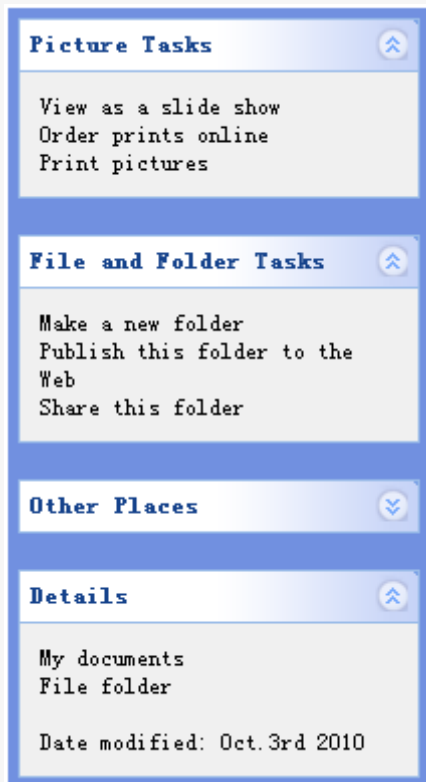 Picture Tasks
View as a slide show
Order prints online
Print pictures
File and Folder Tasks
Make a new folder
Publish this folder to the
Web
Share this folder
Other Places
Details
My documents
File folder
Date modified: Oct.3rd 2010